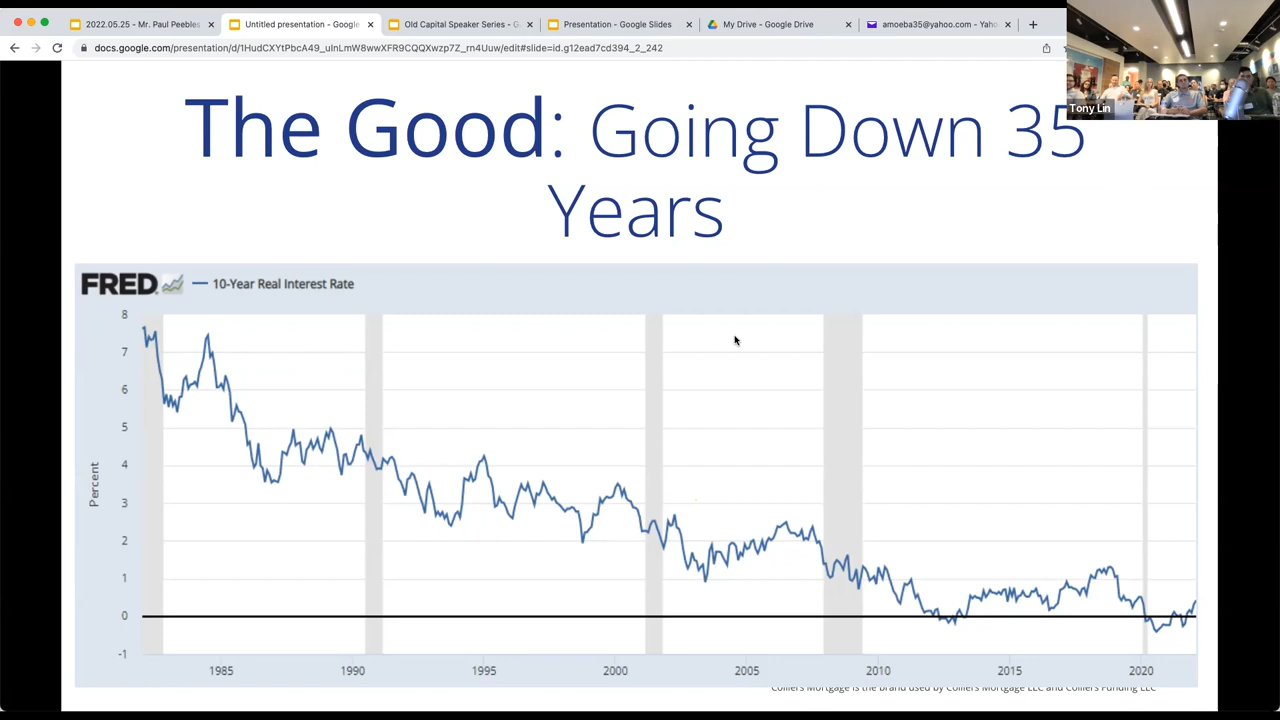 2022.05.25 - Mr. Paul Peebles
Untitled presentation - Google
Old Capital Speaker Series - G
Presentation - Google Slides
My Drive - Google Drive
amoeba35@yahoo.com - Yaho
docs.google.com/presentation/d/1HudCXYtPbcA49_uInLmW8wwXFR9CQQXwzp7Z_rn4Uuw/edit#slide=id.g12ead7cd394_2_242
Tony Lin
The Good: Going Down 35
Years
FRED
10-Year Real Interest Rate
Percent
8
7
6
5
4
3
2
1
0
-1
1985 1990 1995 2000 2005 2010 2015 2020
Colliers Mortgage is the brand used by Colliers Mortgage LLC and Colliers Funding LLC